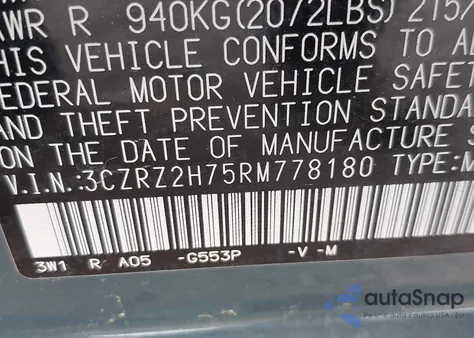 WR R 940KG(2072LBS) 215/
HIS VEHICLE CONFORMS TO A
EDERAL MOTOR VEHICLE SAFET
AND THEFT PREVENTION STANDA
ON THE DATE OF MANUFACTURE S
V.I.N.:3CZRZ2H75RM778180 TYPE:M
3W1 R A05 -G553P -V -M
autoSnap